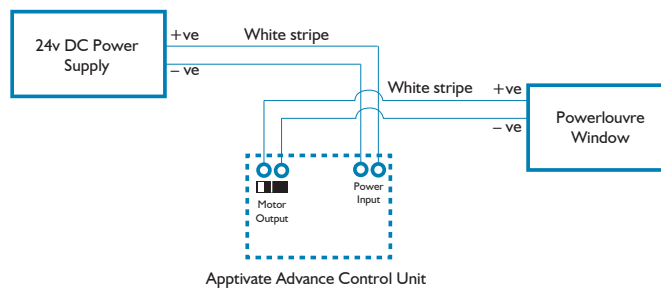 24v DC Power
Supply
+ve
White stripe
– ve
White stripe
+ve
– ve
Powerlouvre
Window
Motor
Output
Power
Input
Apptivate Advance Control Unit